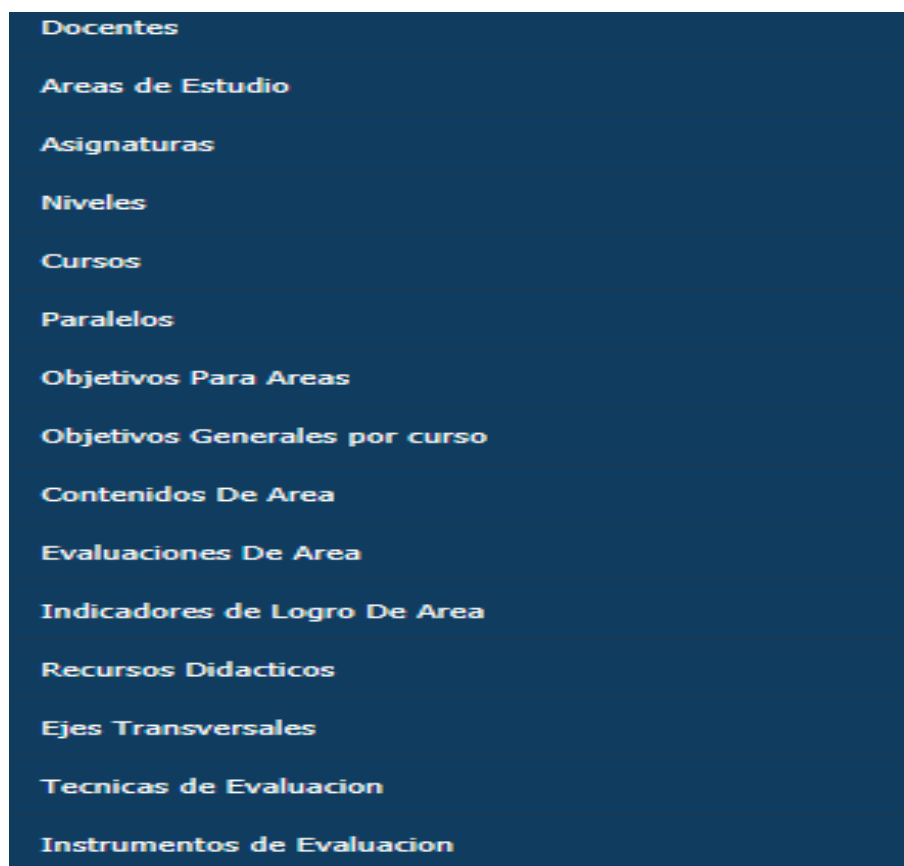 Docentes
Areas de Estudio
Asignaturas
Niveles
Cursos
Paralelos
Objetivos Para Areas
Objetivos Generales por curso
Contenidos De Area
Evaluaciones De Area
Indicadores de Logro De Area
Recursos Didacticos
Ejes Transversales
Tecnicas de Evaluacion
Instrumentos de Evaluacion